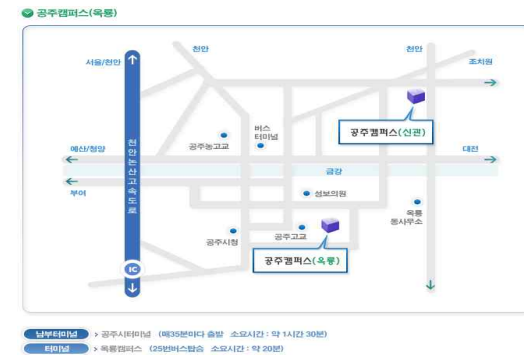 공주캠퍼스(옥룡)
천안
천안
서울/천안
조치원
버스
터미널
공주농고교
공주캠퍼스(신관)
예산/청양
대전
천안논산고속도로
금강
부여
성보의원
옥룡
동사무소
공주시청
공주고교
공주캠퍼스(옥룡)
IC
남부터미널 > 공주시터미널 (매35분마다 출발 소요시간 : 약 1시간 30분)
터미널 > 옥룡캠퍼스 (25번버스탑승 소요시간 : 약 20분)